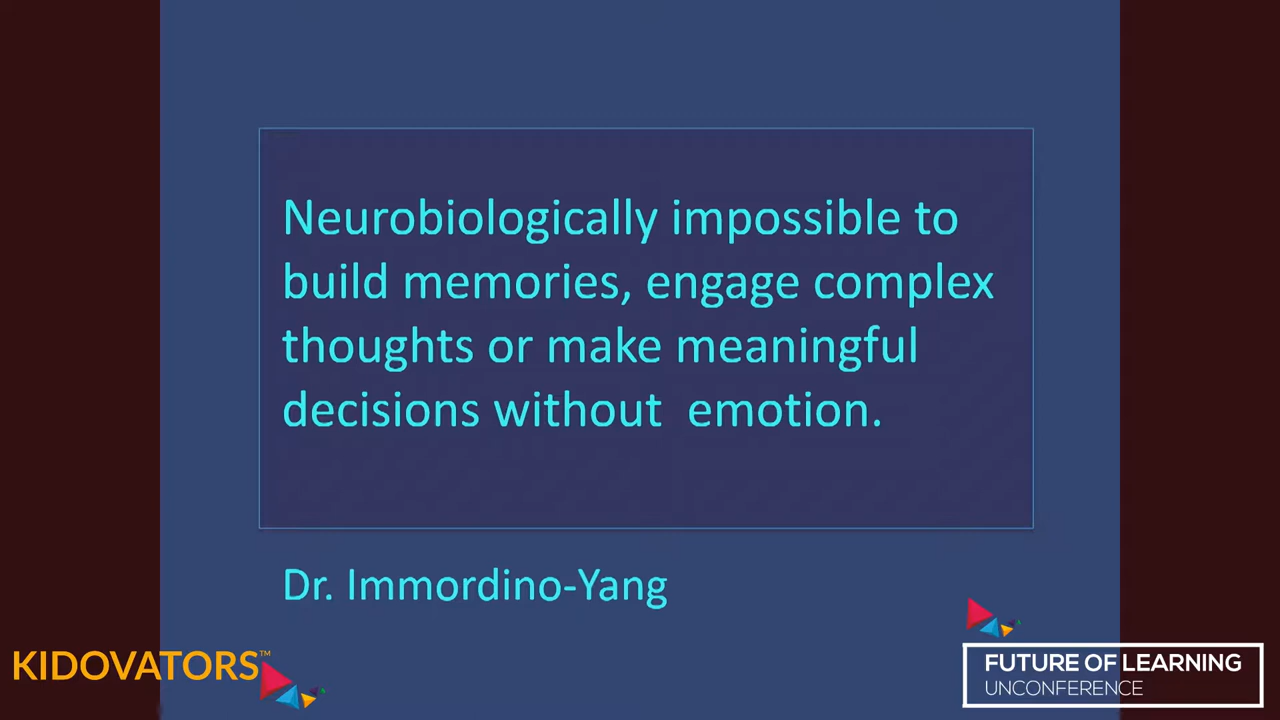 Neurobiologically impossible to
build memories, engage complex
thoughts or make meaningful
decisions without  emotion.
Dr. Immordino-Yang
KIDOVATORS™
FUTURE OF LEARNING
UNCONFERENCE